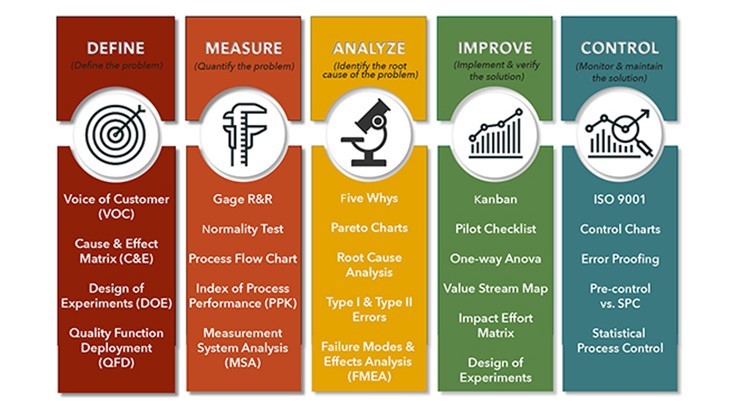 DEFINE
(Define the problem)
Voice of Customer
(VOC)
Cause & Effect
Matrix (C&E)
Design of
Experiments (DOE)
Quality Function
Deployment
(QFD)
MEASURE
(Quantify the problem)
Gage R&R
Normality Test
Process Flow Chart
Index of Process
Performance (PPK)
Measurement
System Analysis
(MSA)
ANALYZE
(Identify the root
cause of the problem)
Five Whys
Pareto Charts
Root Cause
Analysis
Type I & Type II
Errors
Failure Modes &
Effects Analysis
(FMEA)
IMPROVE
(Implement & verify
the solution)
Kanban
Pilot Checklist
One-way Anova
Value Stream Map
Impact Effort
Matrix
Design of
Experiments
CONTROL
(Monitor & maintain
the solution)
ISO 9001
Control Charts
Error Proofing
Pre-control
vs. SPC
Statistical
Process Control